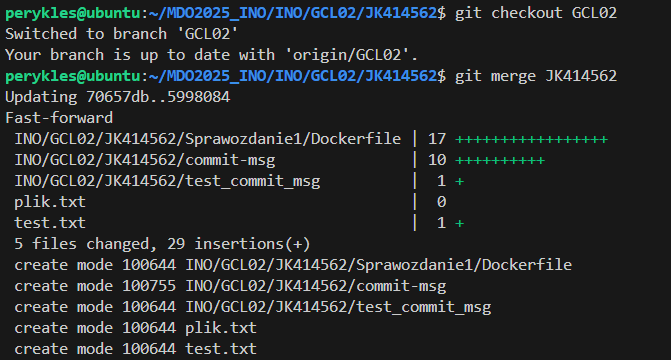 perykles@ubuntu:~/MDO2025_INO/INO/GCL02/JK414562$ git checkout GCL02
Switched to branch 'GCL02'
Your branch is up to date with 'origin/GCL02'.
perykles@ubuntu:~/MDO2025_INO/INO/GCL02/JK414562$ git merge JK414562
Updating 70657db..5998084
Fast-forward
 INO/GCL02/JK414562/Sprawozdanie1/Dockerfile | 17 +++++++++++++++++
 INO/GCL02/JK414562/commit-msg               | 10 ++++++++++
 INO/GCL02/JK414562/test_commit_msg          |  1 +
 plik.txt                                    |  0
 test.txt                                    |  1 +
 5 files changed, 29 insertions(+)
 create mode 100644 INO/GCL02/JK414562/Sprawozdanie1/Dockerfile
 create mode 100755 INO/GCL02/JK414562/commit-msg
 create mode 100644 INO/GCL02/JK414562/test_commit_msg
 create mode 100644 plik.txt
 create mode 100644 test.txt